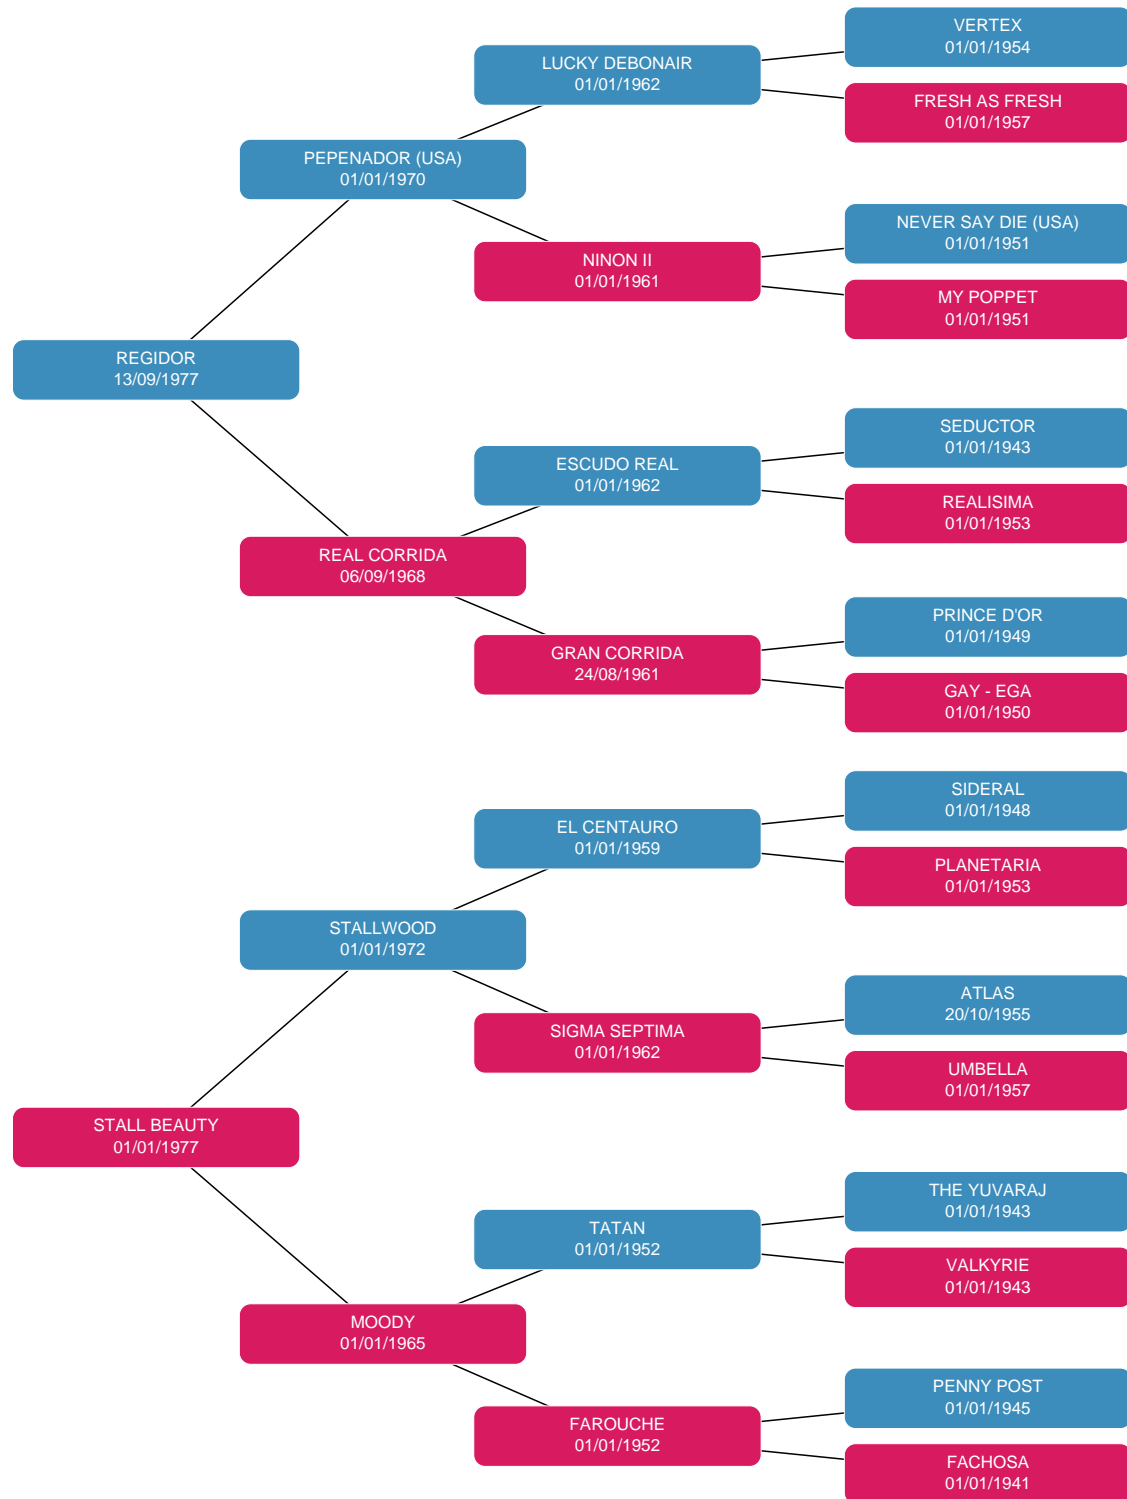 VERTEX
01/01/1954
LUCKY DEBONAIR
01/01/1962
FRESH AS FRESH
01/01/1957
PEPENADOR (USA)
01/01/1970
NEVER SAY DIE (USA)
01/01/1951
NINON II
01/01/1961
MY POPPET
01/01/1951
REGIDOR
13/09/1977
SEDUCTOR
01/01/1943
ESCUDO REAL
01/01/1962
REALISIMA
01/01/1953
REAL CORRIDA
06/09/1968
PRINCE D'OR
01/01/1949
GRAN CORRIDA
24/08/1961
GAY - EGA
01/01/1950
SIDERAL
01/01/1948
EL CENTAURO
01/01/1959
PLANETARIA
01/01/1953
STALLWOOD
01/01/1972
ATLAS
20/10/1955
SIGMA SEPTIMA
01/01/1962
UMBELLA
01/01/1957
STALL BEAUTY
01/01/1977
THE YUVARAJ
01/01/1943
TATAN
01/01/1952
VALKYRIE
01/01/1943
MOODY
01/01/1965
PENNY POST
01/01/1945
FAROUCHE
01/01/1952
FACHOSA
01/01/1941